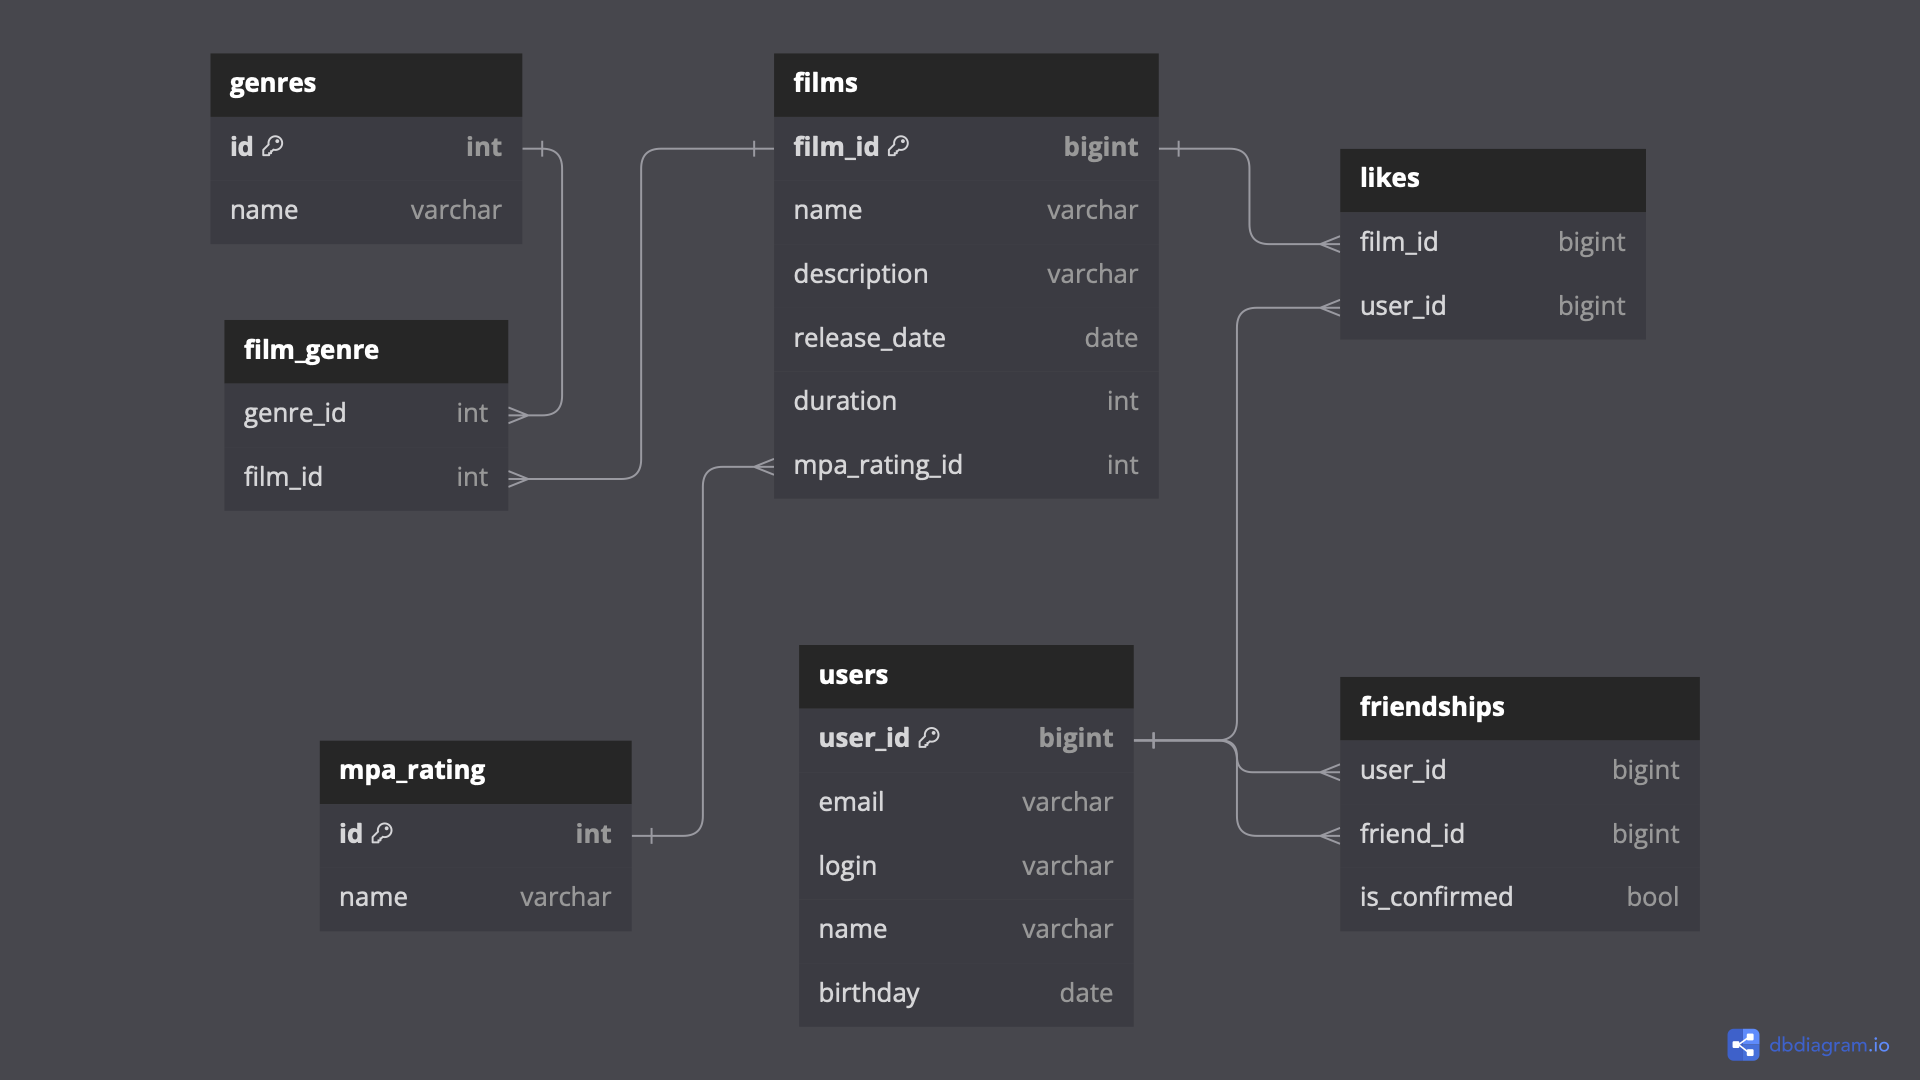 genres
id int
name varchar
film_genre
genre_id int
film_id int
films
film_id bigint
name varchar
description varchar
release_date date
duration int
mpa_rating_id int
likes
film_id bigint
user_id bigint
mpa_rating
id int
name varchar
users
user_id bigint
email varchar
login varchar
name varchar
birthday date
friendships
user_id bigint
friend_id bigint
is_confirmed bool
dbdiagram.io